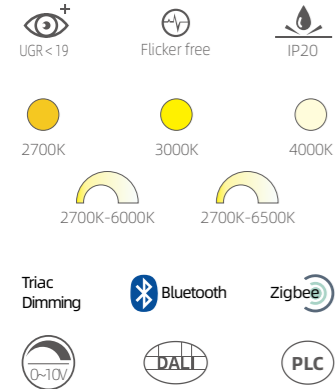 UGR<19
Flicker free
IP20
2700K
3000K
4000K
2700K-6000K
2700K-6500K
Triac
Dimming
Bluetooth
Zigbee
0~10V
DALI
PLC